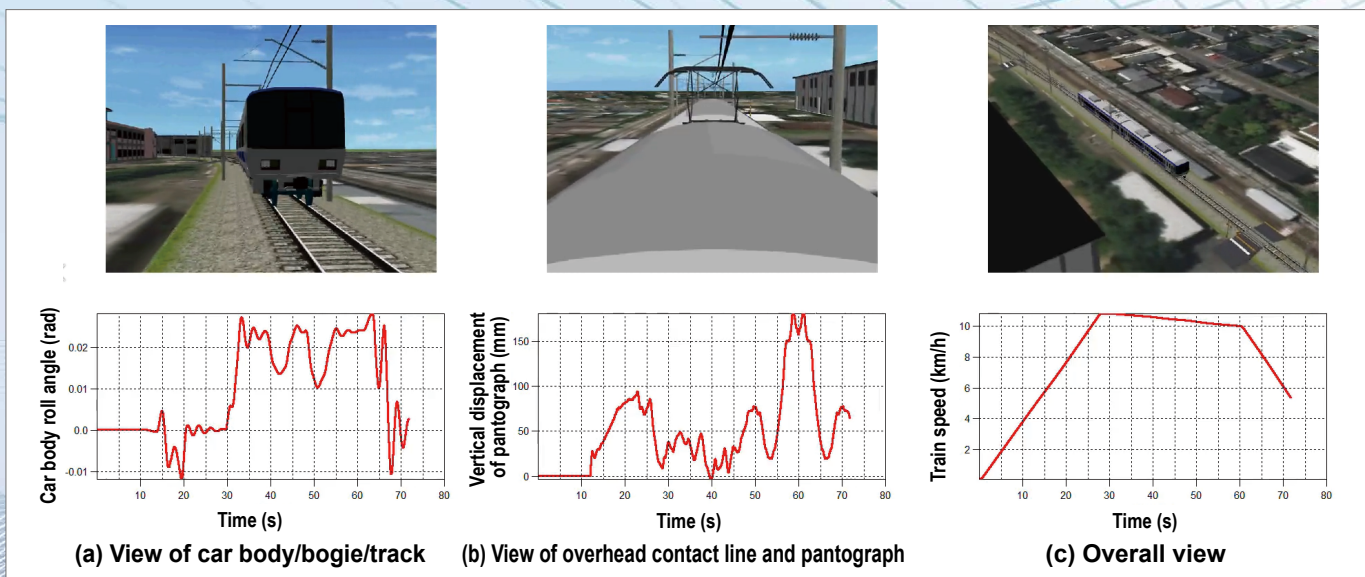 Car body roll angle (rad)
0.02
0.01
0.0
-0.01
10 20 30 40 50 60 70 80
Time (s)
(a) View of car body/bogie/track
Vertical displacement
of pantograph (mm)
150
100
50
0
10 20 30 40 50 60 70 80
Time (s)
(b) View of overhead contact line and pantograph
Train speed (km/h)
10
8
6
4
2
10 20 30 40 50 60 70 80
Time (s)
(c) Overall view